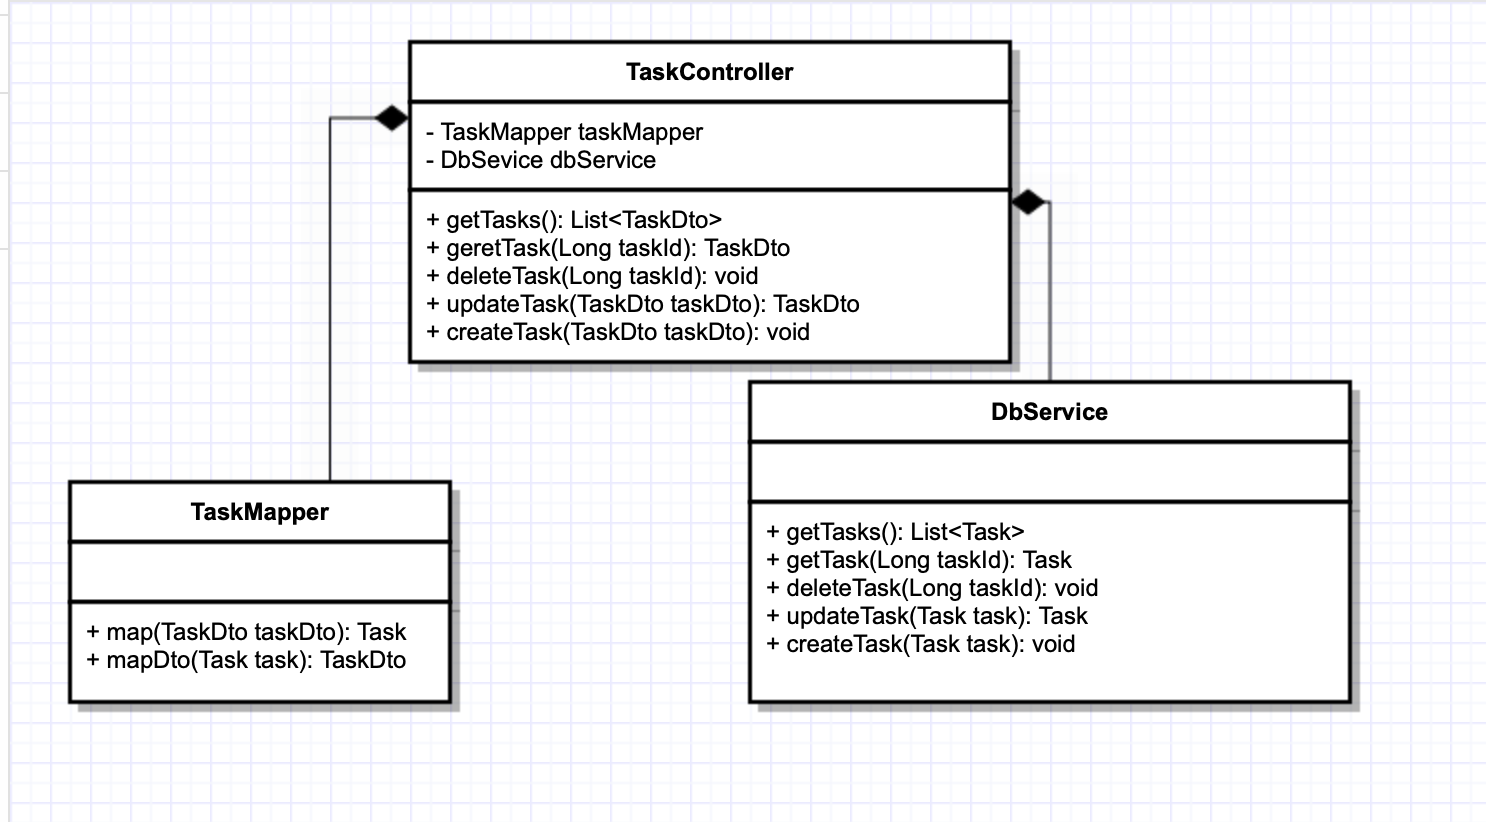 TaskController
- TaskMapper taskMapper
- DbSevice dbService
+ getTasks(): List<TaskDto>
+ geretTask(Long taskId): TaskDto
+ deleteTask(Long taskId): void
+ updateTask(TaskDto taskDto): TaskDto
+ createTask(TaskDto taskDto): void
TaskMapper
+ map(TaskDto taskDto): Task
+ mapDto(Task task): TaskDto
DbService
+ getTasks(): List<Task>
+ getTask(Long taskId): Task
+ deleteTask(Long taskId): void
+ updateTask(Task task): Task
+ createTask(Task task): void